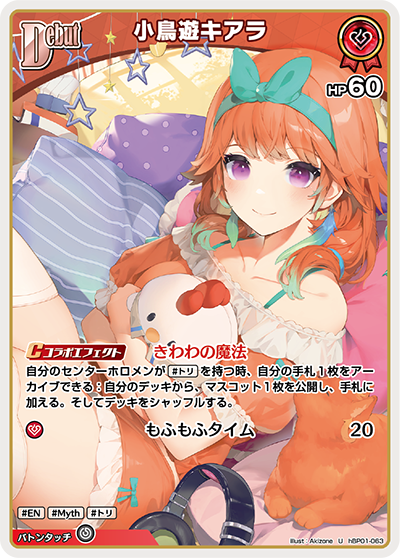 Debut
小鳥遊キアラ
HP60
コラボエフェクト きわわの魔法
自分のセンターホロメンが #トリ を持つ時、自分の手札1枚をアー
カイブできる：自分のデッキから、マスコット1枚を公開し、手札に
加える。そしてデッキをシャッフルする。
もふもふタイム 20
#EN #Myth #トリ
バトンタッチ
Illust. Akizone U hBP01-063